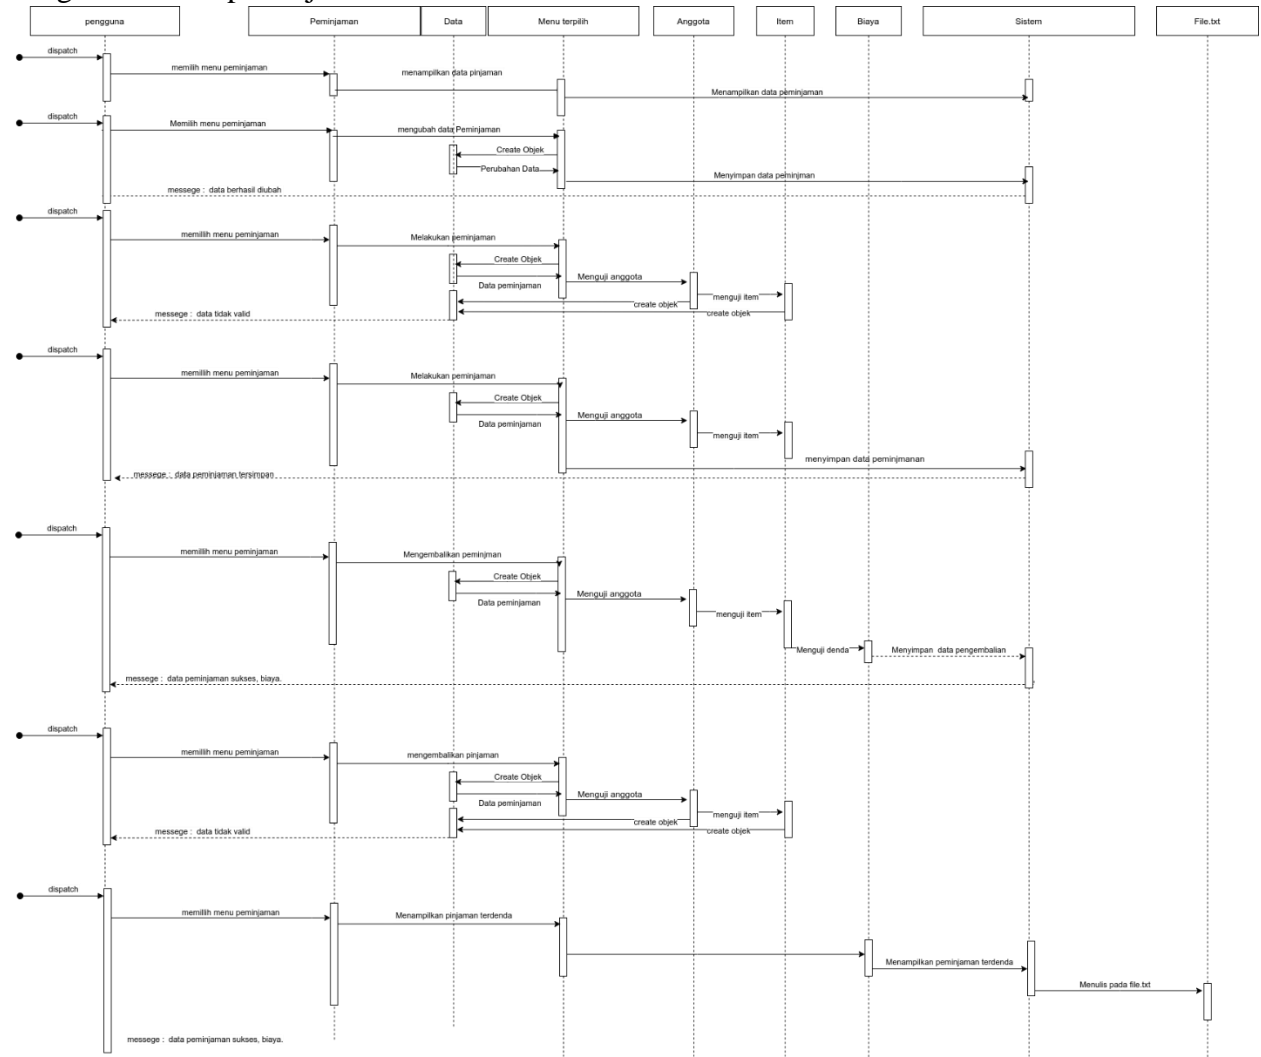 pengguna
Peminjaman
Data
Menu terpilih
Anggota
Item
Biaya
Sistem
File.txt
dispatch
memilih menu peminjaman
menampilkan data pinjaman
Menampilkan data peminjaman
dispatch
Memilih menu peminjaman
mengubah data Peminjaman
Create Objek
Perubahan Data
Menyimpan data peminjman
messege : data berhasil diubah
dispatch
memillih menu peminjaman
Melakukan peminjaman
Create Objek
Data peminjaman
Menguji anggota
menguji item
create objek
create objek
messege : data tidak valid
dispatch
memillih menu peminjaman
Melakukan peminjaman
Create Objek
Data peminjaman
Menguji anggota
menguji item
menyimpan data peminjmanan
messege : data peminjaman tersimpan
dispatch
memillih menu peminjaman
Mengembalikan peminjman
Create Objek
Data peminjaman
Menguji anggota
menguji item
Menguji denda
Menyimpan data pengembalian
messege : data peminjaman sukses, biaya.
dispatch
memillih menu peminjaman
mengembalikan pinjaman
Create Objek
Data peminjaman
Menguji anggota
menguji item
create objek
create objek
messege : data tidak valid
dispatch
memillih menu peminjaman
Menampilkan pinjaman terdenda
Menampilkan peminjaman terdenda
Menulis pada file.txt
messege : data peminjaman sukses, biaya.